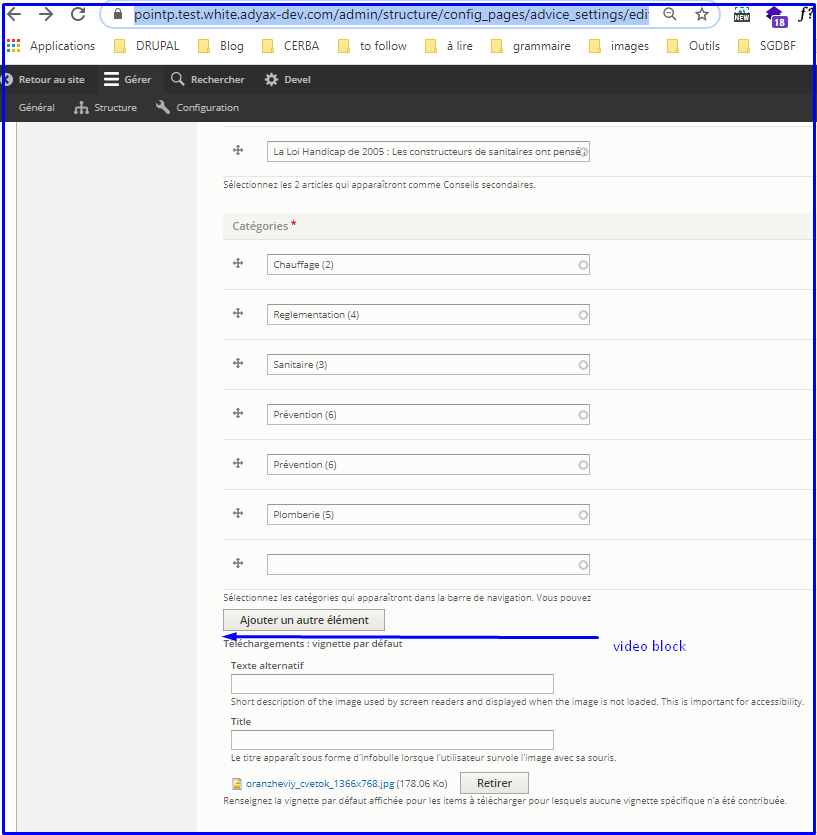 pointp.test.white.adyax-dev.com/admin/structure/config_pages/advice_settings/edi
NEW
18
f?
Applications DRUPAL Blog CERBA to follow à lire grammaire images Outils SGDBF
Retour au site Gérer Rechercher Devel
Général Structure Configuration
La Loi Handicap de 2005 : Les constructeurs de sanitaires ont pensé
Sélectionnez les 2 articles qui apparaîtront comme Conseils secondaires.
Catégories *
Chauffage (2)
Reglementation (4)
Sanitaire (3)
Prévention (6)
Prévention (6)
Plomberie (5)
Sélectionnez les catégories qui apparaîtront dans la barre de navigation. Vous pouvez
Ajouter un autre élément
video block
Téléchargements : vignette par défaut
Texte alternatif
Short description of the image used by screen readers and displayed when the image is not loaded. This is important for accessibility.
Title
Le titre apparaît sous forme d'infobulle lorsque l'utilisateur survole l'image avec sa souris.
oranzheviy_cvetok_1366x768.jpg (178.06 Ko) Retirer
Renseignez la vignette par défaut affichée pour les items à télécharger pour lesquels aucune vignette spécifique n'a été contribuée.